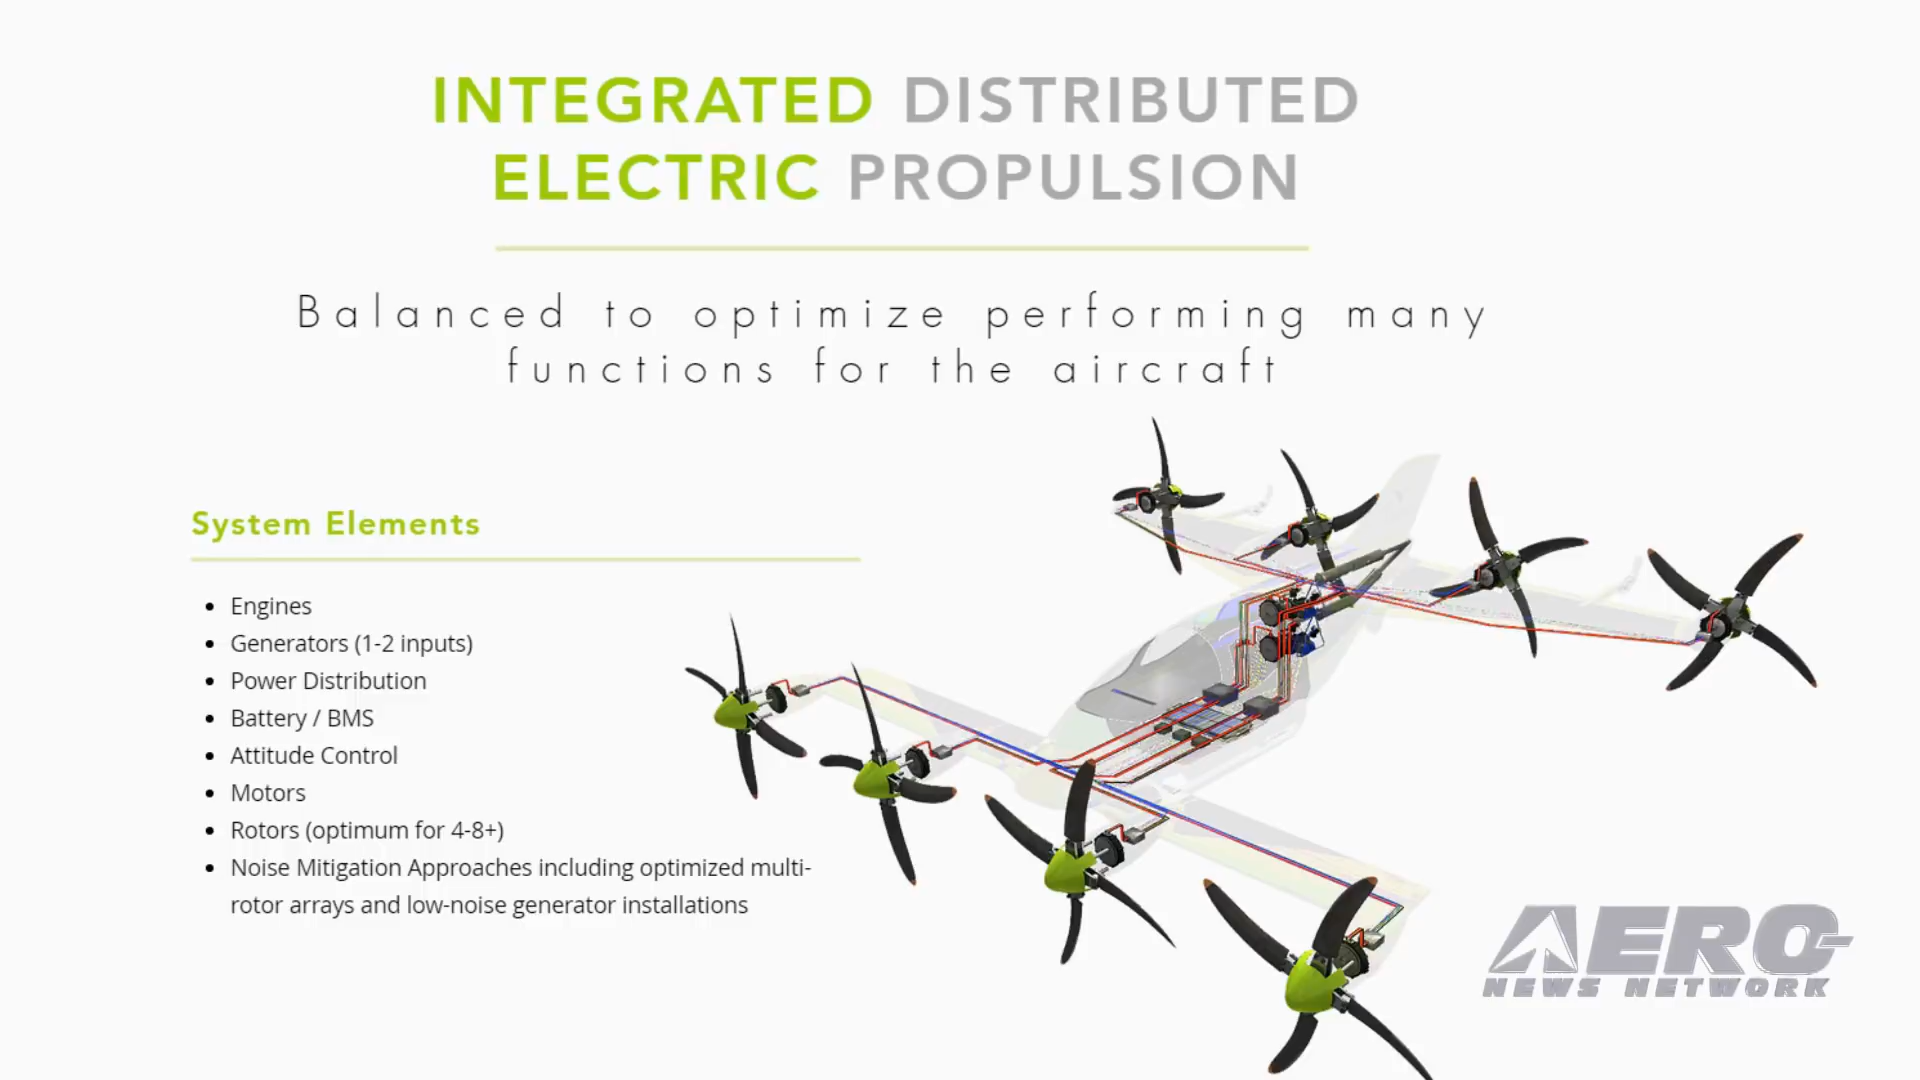 INTEGRATED DISTRIBUTED
ELECTRIC PROPULSION
Balanced to optimize performing many
functions for the aircraft
System Elements
• Engines
• Generators (1-2 inputs)
• Power Distribution
• Battery / BMS
• Attitude Control
• Motors
• Rotors (optimum for 4-8+)
• Noise Mitigation Approaches including optimized multi-
rotor arrays and low-noise generator installations
AERO-
NEWS NETWORK